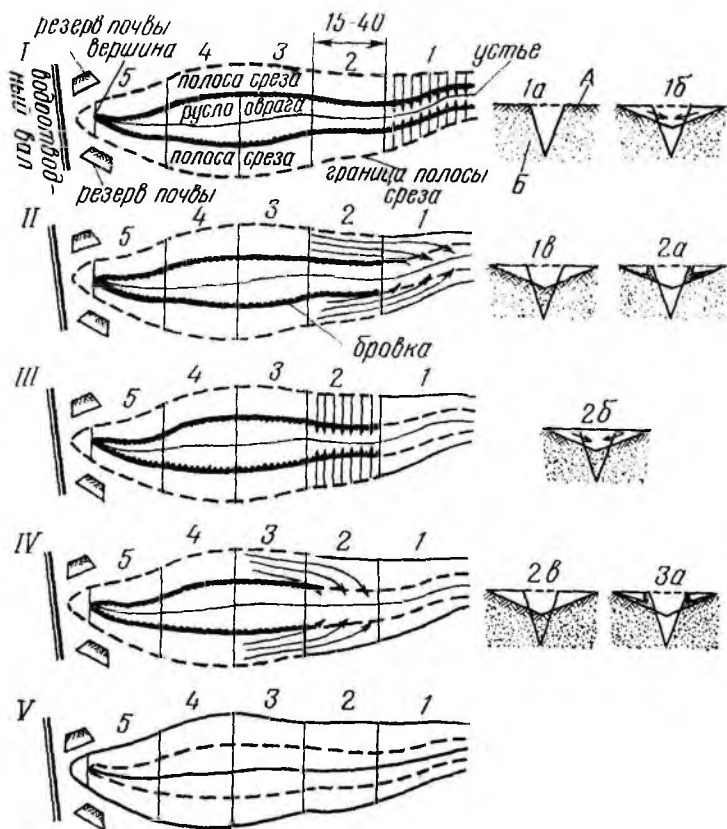 резерв почвы
вершина
I
5
4
3
15-40
2
1
устье
полоса среза
русло оврага
полоса среза
водоотвод-
ный вал
резерв почвы
граница полосы
среза
1а
А
Б
1б
II
5
4
3
2
1
бровка
1в
2а
III
5
4
3
2
1
2б
IV
5
4
3
2
1
2в
3а
V
5
4
3
2
1